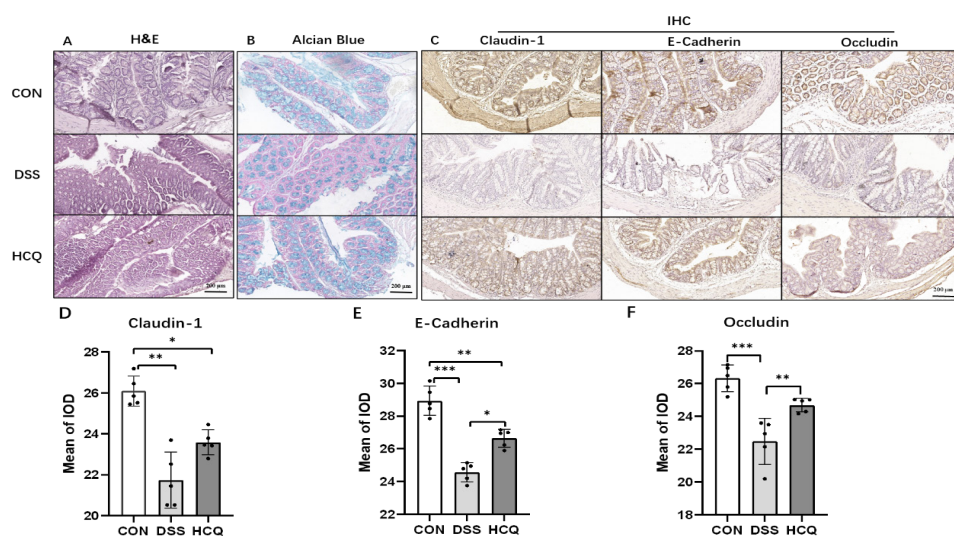 IHC
A H&E B Alcian Blue C Claudin-1 E-Cadherin Occludin
CON
DSS
HCQ
200 μm 200 μm 200 μm
D Claudin-1
Mean of IOD
28
26
24
22
20
**
*
CON DSS HCQ
E E-Cadherin
Mean of IOD
32
30
28
26
24
22
**
***
*
CON DSS HCQ
F Occludin
Mean of IOD
28
26
24
22
20
18
***
**
CON DSS HCQ